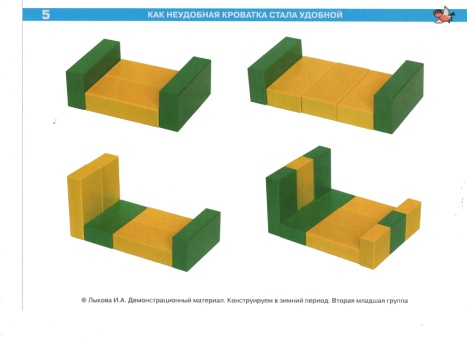 5
КАК НЕУДОБНАЯ КРОВАТКА СТАЛА УДОБНОЙ
© Лыкова И.А. Демонстрационный материал. Конструируем в зимний период. Вторая младшая группа